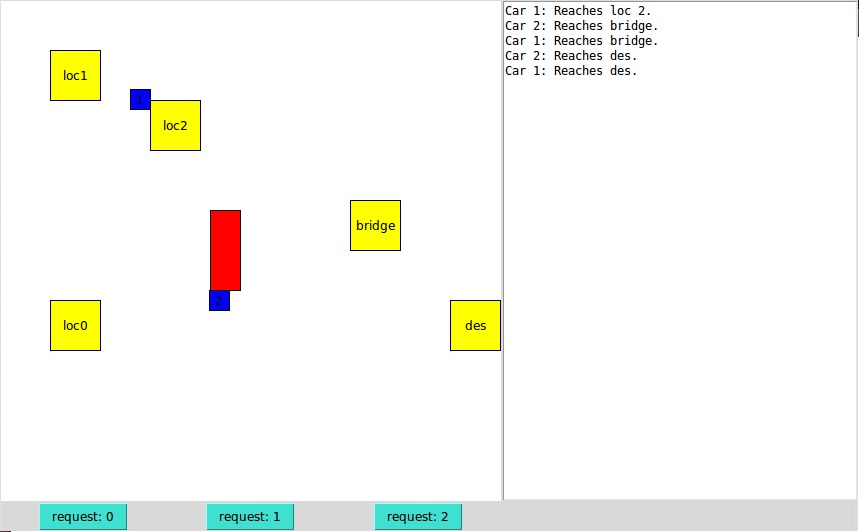 loc1
1
loc2
bridge
2
loc0
des
Car 1: Reaches loc 2.
Car 2: Reaches bridge.
Car 1: Reaches bridge.
Car 2: Reaches des.
Car 1: Reaches des.
request: 0
request: 1
request: 2